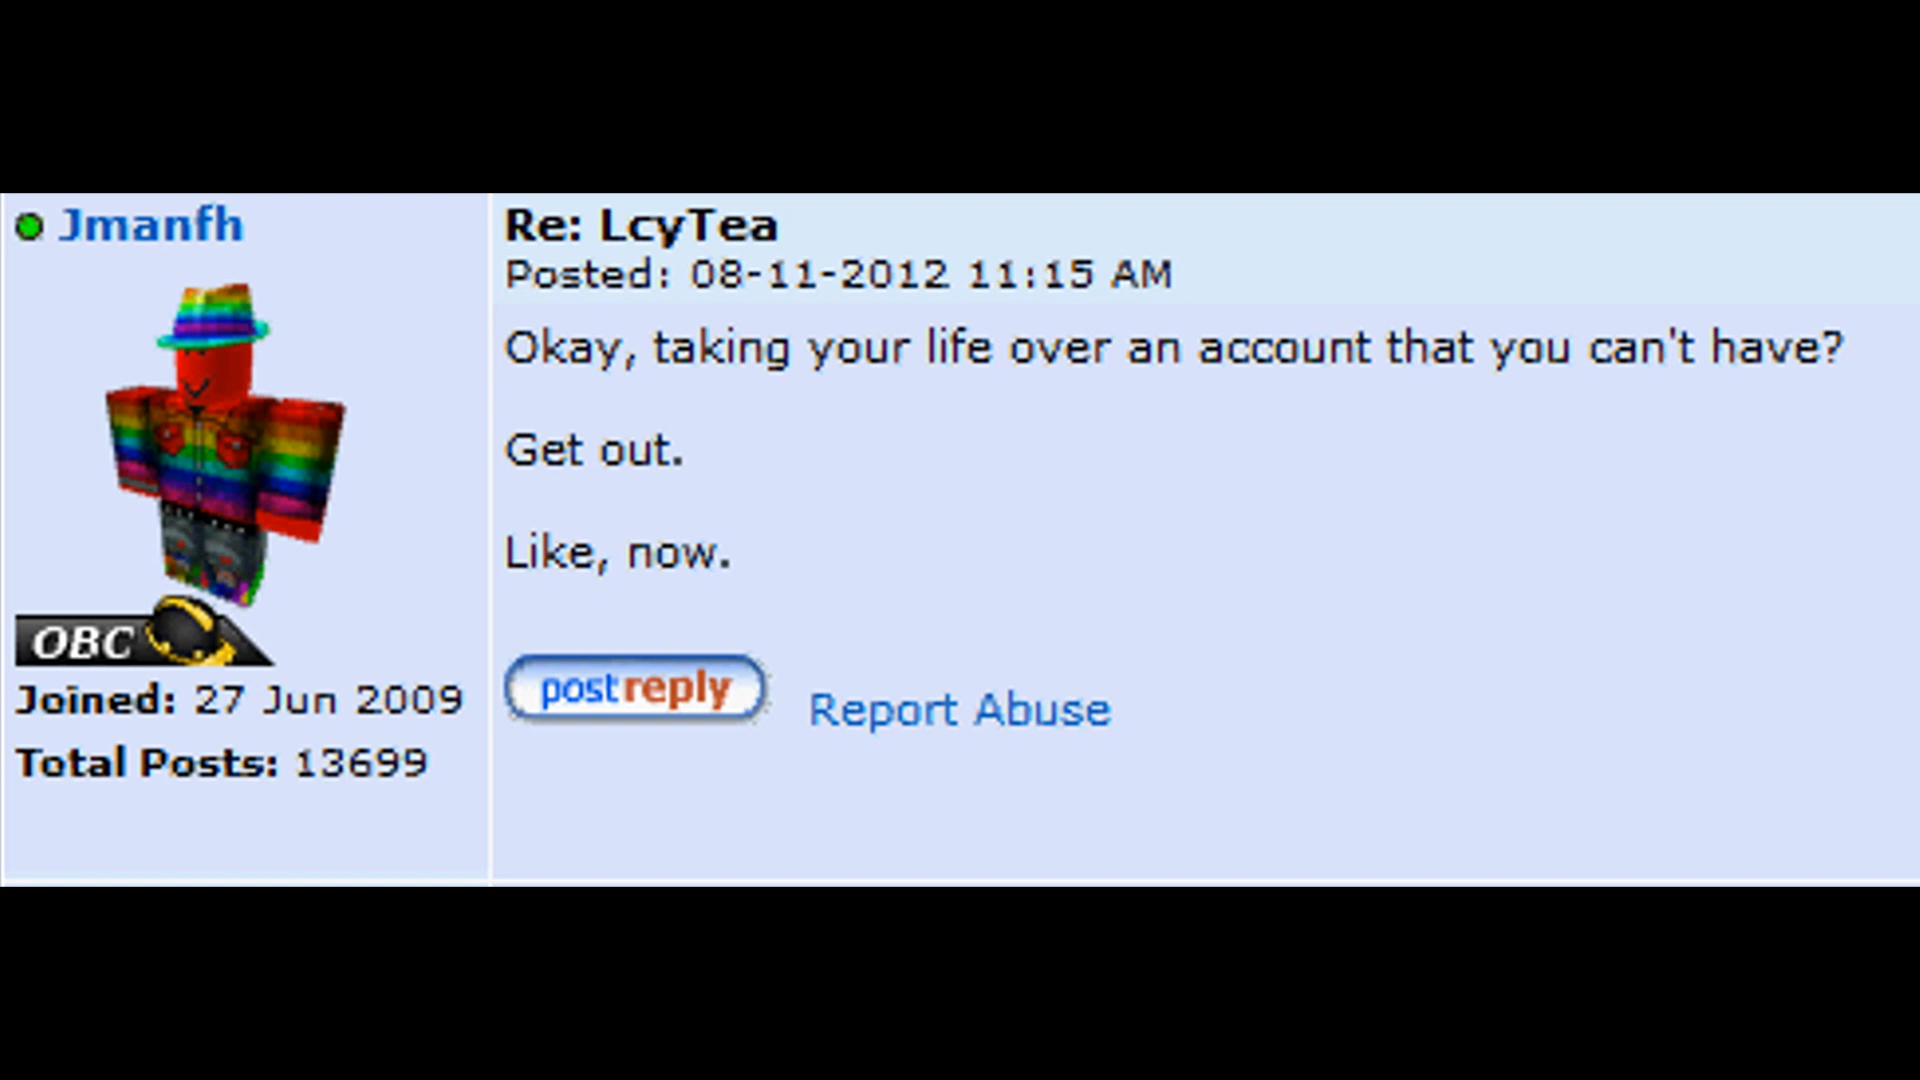 Jmanfh
OBC
Joined: 27 Jun 2009
Total Posts: 13699
Re: LcyTea
Posted: 08-11-2012 11:15 AM
Okay, taking your life over an account that you can't have?
Get out.
Like, now.
postreply Report Abuse